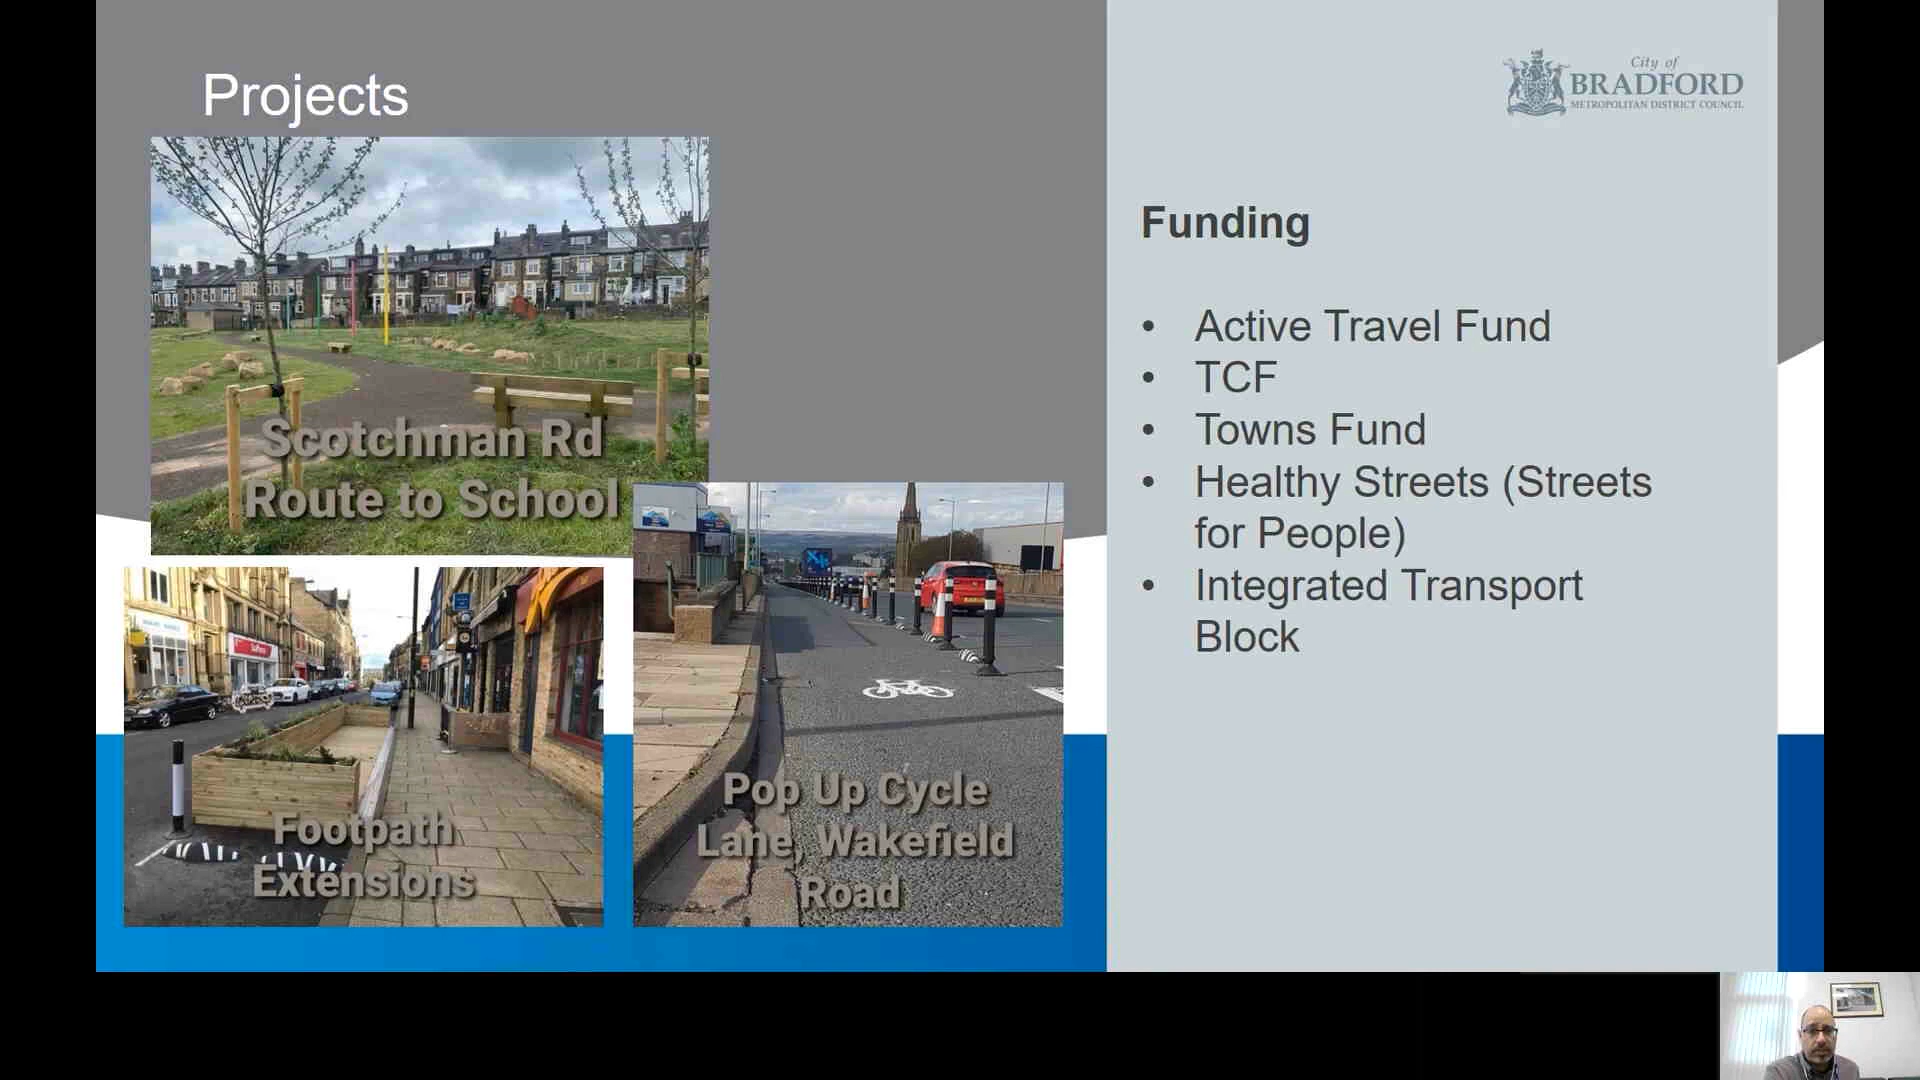 Projects
Scotchman Rd
Route to School
Footpath
Extensions
Pop Up Cycle
Lane, Wakefield
Road
City of
BRADFORD
METROPOLITAN DISTRICT COUNCIL
Funding
• Active Travel Fund
• TCF
• Towns Fund
• Healthy Streets (Streets
for People)
• Integrated Transport
Block